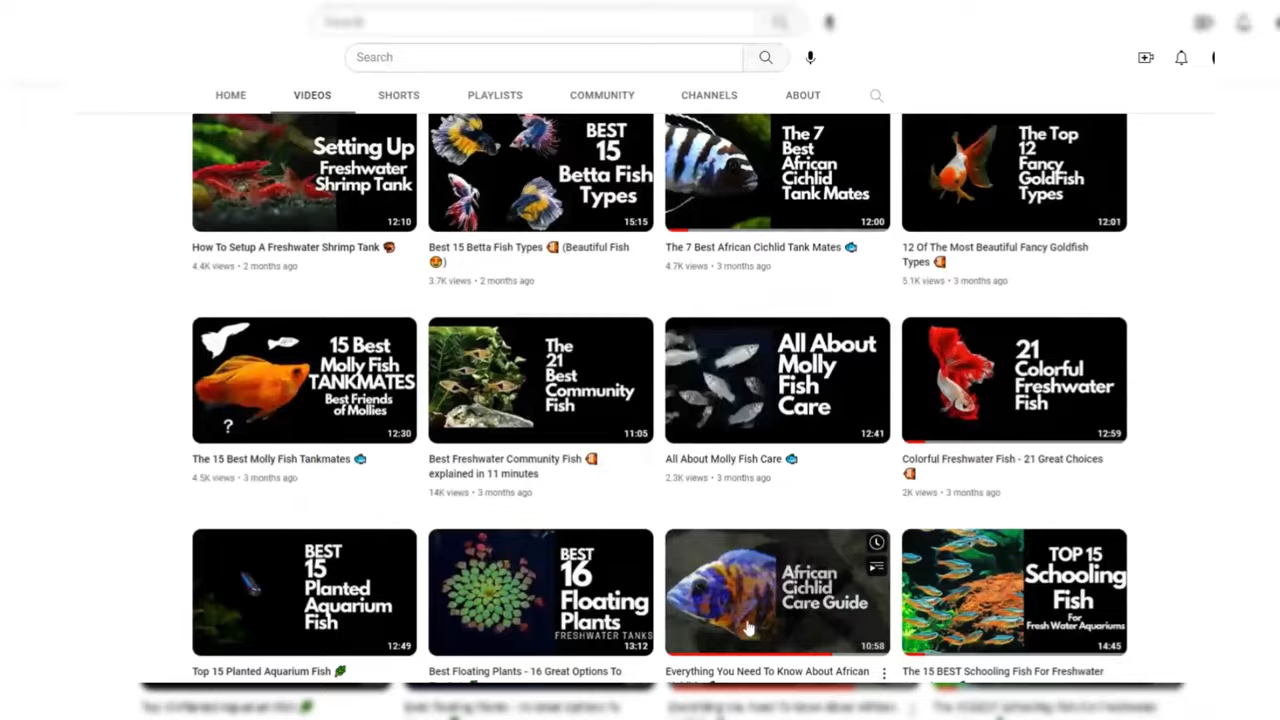 Search
Search
HOME VIDEOS SHORTS PLAYLISTS COMMUNITY CHANNELS ABOUT
Setting Up
Freshwater
Shrimp Tank
12:10
How To Setup A Freshwater Shrimp Tank 🦐
4.4K views • 2 months ago
BEST
15
Betta Fish
Types
15:15
Best 15 Betta Fish Types 🐠 (Beautiful Fish
😍)
3.7K views • 2 months ago
The 7
Best
African
Cichlid
Tank Mates
12:00
The 7 Best African Cichlid Tank Mates 🐟
4.7K views • 3 months ago
The Top
12
Fancy
GoldFish
Types
12:01
12 Of The Most Beautiful Fancy Goldfish
Types 🐠
5.1K views • 3 months ago
15 Best
Molly Fish
TANKMATES
Best Friends
of Mollies
?
12:30
The 15 Best Molly Fish Tankmates 🐟
4.5K views • 3 months ago
The
21
Best
Community
Fish
11:05
Best Freshwater Community Fish 🐠
explained in 11 minutes
14K views • 3 months ago
All About
Molly
Fish
Care
12:41
All About Molly Fish Care 🐟
2.3K views • 3 months ago
21
Colorful
Freshwater
Fish
12:59
Colorful Freshwater Fish - 21 Great Choices
🐠
2K views • 3 months ago
BEST
15
Planted
Aquarium
Fish
12:49
Top 15 Planted Aquarium Fish 🌿
BEST
16
Floating
Plants
FRESHWATER TANKS
13:12
Best Floating Plants - 16 Great Options To
African
Cichlid
Care Guide
10:58
Everything You Need To Know About African
TOP 15
Schooling
Fish
For
Fresh Water Aquariums
14:45
The 15 BEST Schooling Fish For Freshwater